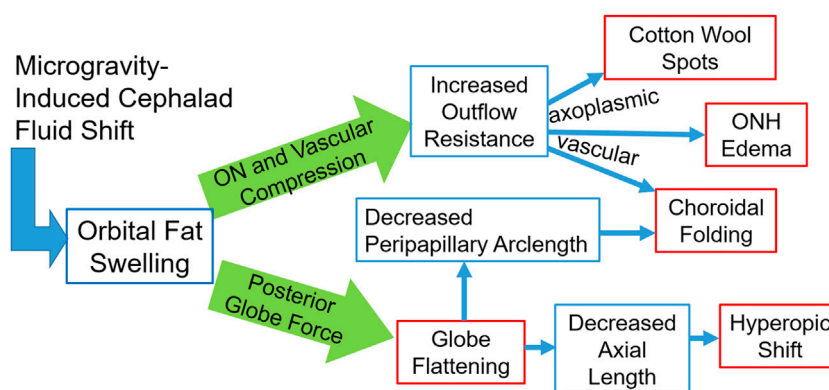 Microgravity-
Induced Cephalad
Fluid Shift
Orbital Fat
Swelling
ON and Vascular
Compression
Posterior
Globe Force
Increased
Outflow
Resistance
axoplasmic
vascular
Cotton Wool
Spots
ONH
Edema
Choroidal
Folding
Decreased
Peripapillary Arclength
Globe
Flattening
Decreased
Axial
Length
Hyperopic
Shift